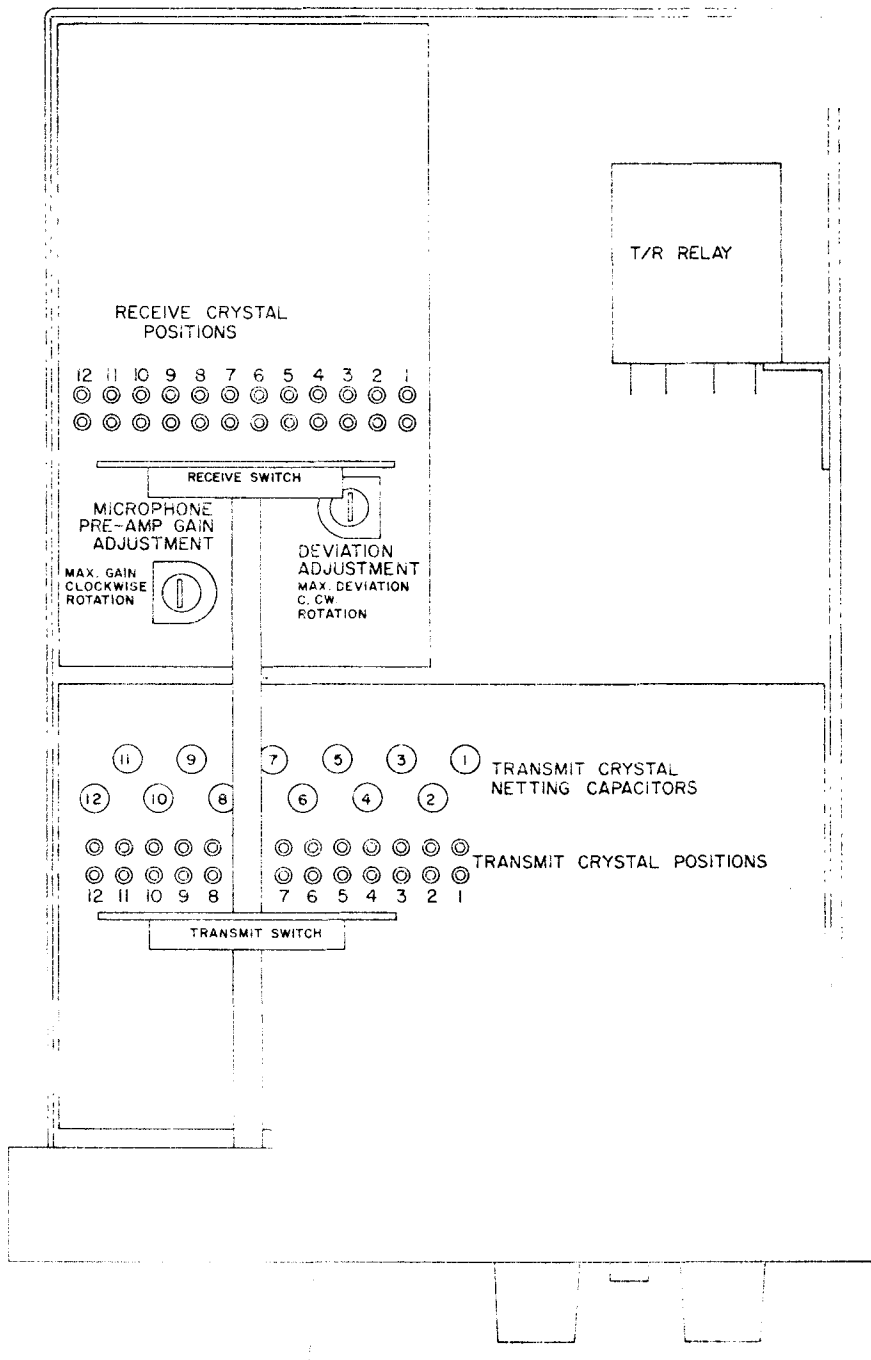 T/R RELAY
RECEIVE CRYSTAL
POSITIONS
12 11 10 9 8 7 6 5 4 3 2 1
RECEIVE SWITCH
MICROPHONE
PRE-AMP GAIN
ADJUSTMENT
MAX. GAIN
CLOCKWISE
ROTATION
DEVIATION
ADJUSTMENT
MAX. DEVIATION
C. CW.
ROTATION
11 9 7 5 3 1
12 10 8 6 4 2
TRANSMIT CRYSTAL
NETTING CAPACITORS
TRANSMIT CRYSTAL POSITIONS
12 11 10 9 8 7 6 5 4 3 2 1
TRANSMIT SWITCH